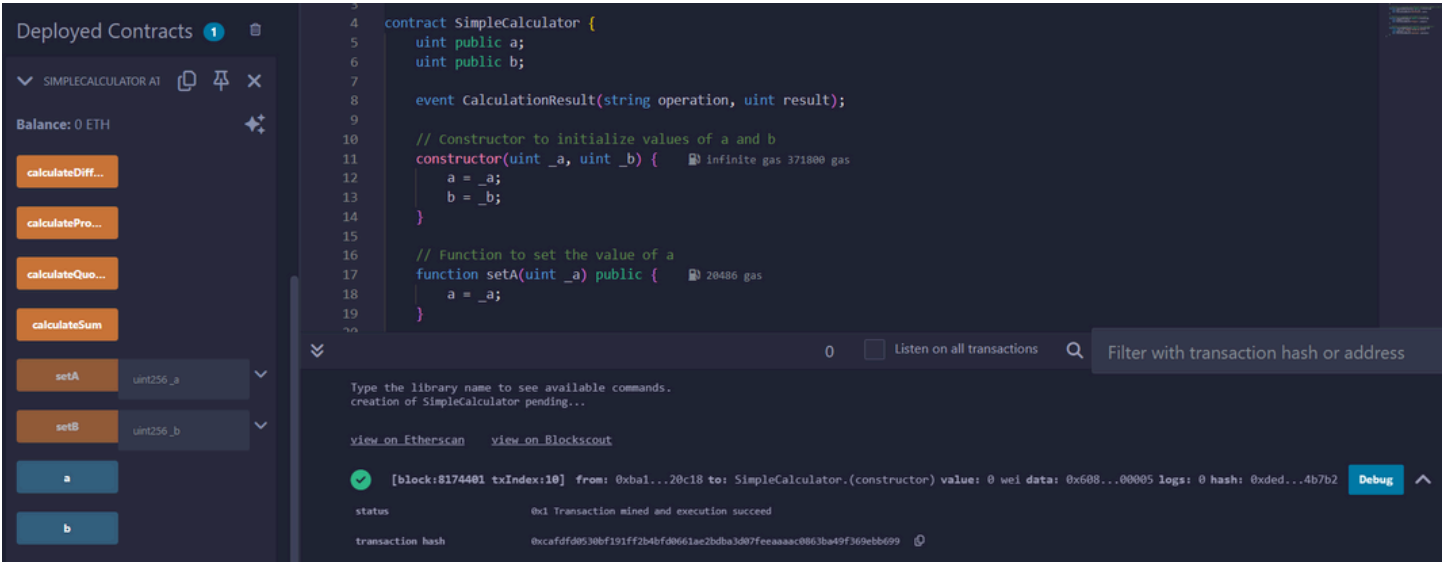 Deployed Contracts 1
SIMPLECALCULATOR AT
Balance: 0 ETH
calculateDiff...
calculatePro...
calculateQuo...
calculateSum
setA uint256 _a
setB uint256 _b
a
b
3
4 contract SimpleCalculator {
5 uint public a;
6 uint public b;
7
8 event CalculationResult(string operation, uint result);
9
10 // Constructor to initialize values of a and b
11 constructor(uint _a, uint _b) { infinite gas 371800 gas
12 a = _a;
13 b = _b;
14 }
15
16 // Function to set the value of a
17 function setA(uint _a) public { 20486 gas
18 a = _a;
19 }
20
0 Listen on all transactions Filter with transaction hash or address
Type the library name to see available commands.
creation of SimpleCalculator pending...
view on Etherscan view on Blockscout
[block:8174401 txIndex:10] from: 0xba1...20c18 to: SimpleCalculator.(constructor) value: 0 wei data: 0x608...00005 logs: 0 hash: 0xded...4b7b2 Debug
status 0x1 Transaction mined and execution succeed
transaction hash 0xcafdfd0530bf191ff2b4bfd0661ae2bdba3d07feeaaaac0863ba49f369ebb699